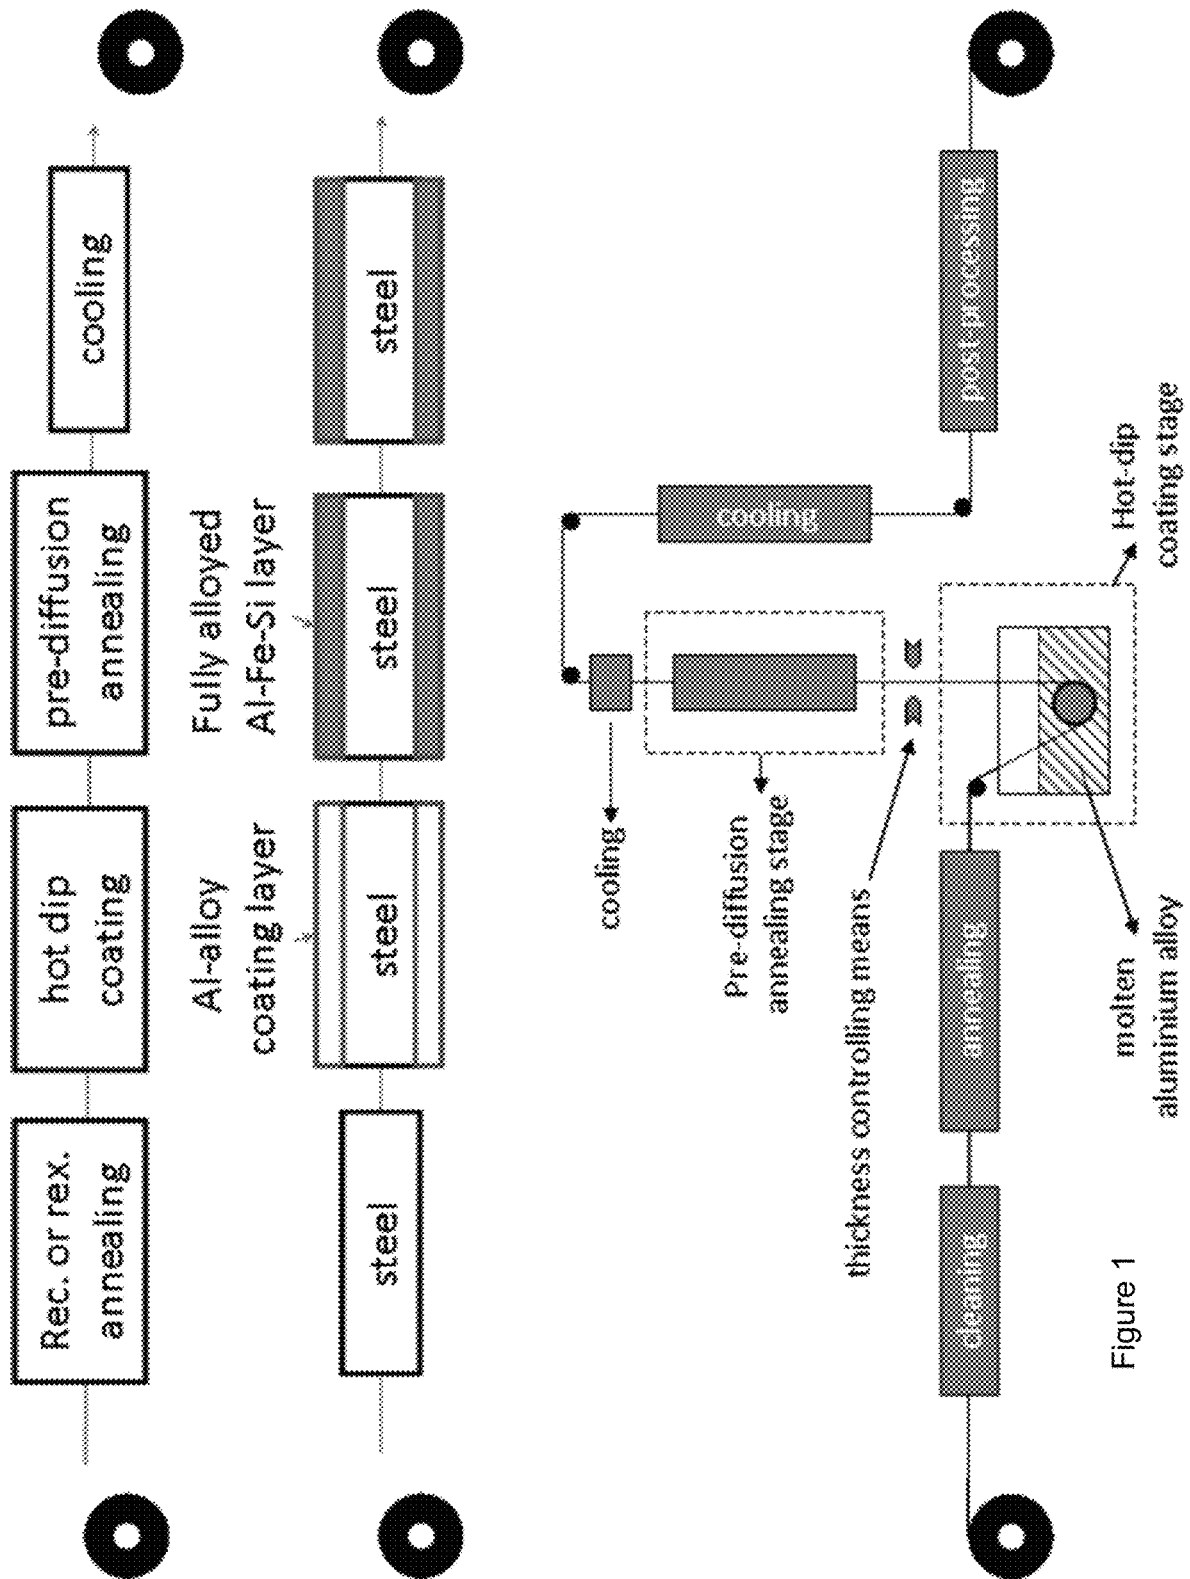 Rec. or rex.
annealing
hot dip
coating
pre-diffusion
annealing
cooling
Al-alloy
coating layer
Fully alloyed
Al-Fe-Si layer
steel
steel
steel
steel
cooling
Pre-diffusion
annealing stage
thickness controlling means
cooling
cleaning
annealing
post processing
molten
aluminium alloy
Hot-dip
coating stage
Figure 1